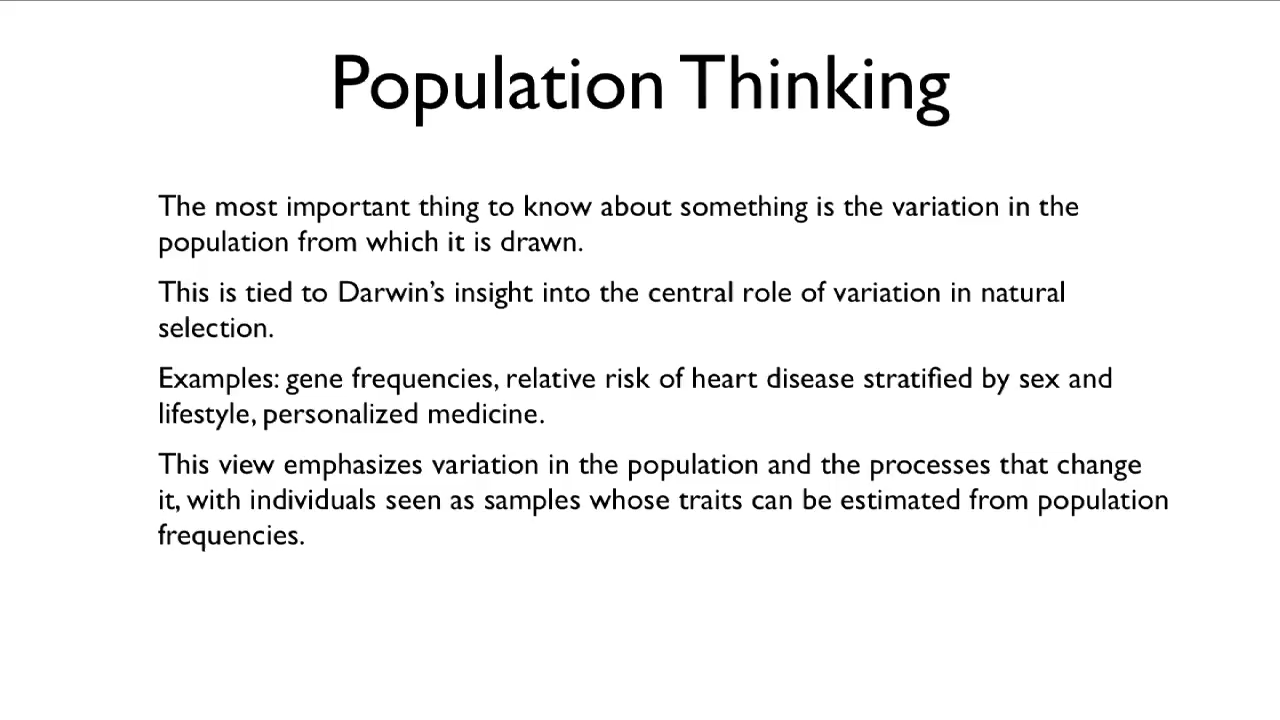 Population Thinking
The most important thing to know about something is the variation in the
population from which it is drawn.
This is tied to Darwin’s insight into the central role of variation in natural
selection.
Examples: gene frequencies, relative risk of heart disease stratified by sex and
lifestyle, personalized medicine.
This view emphasizes variation in the population and the processes that change
it, with individuals seen as samples whose traits can be estimated from population
frequencies.